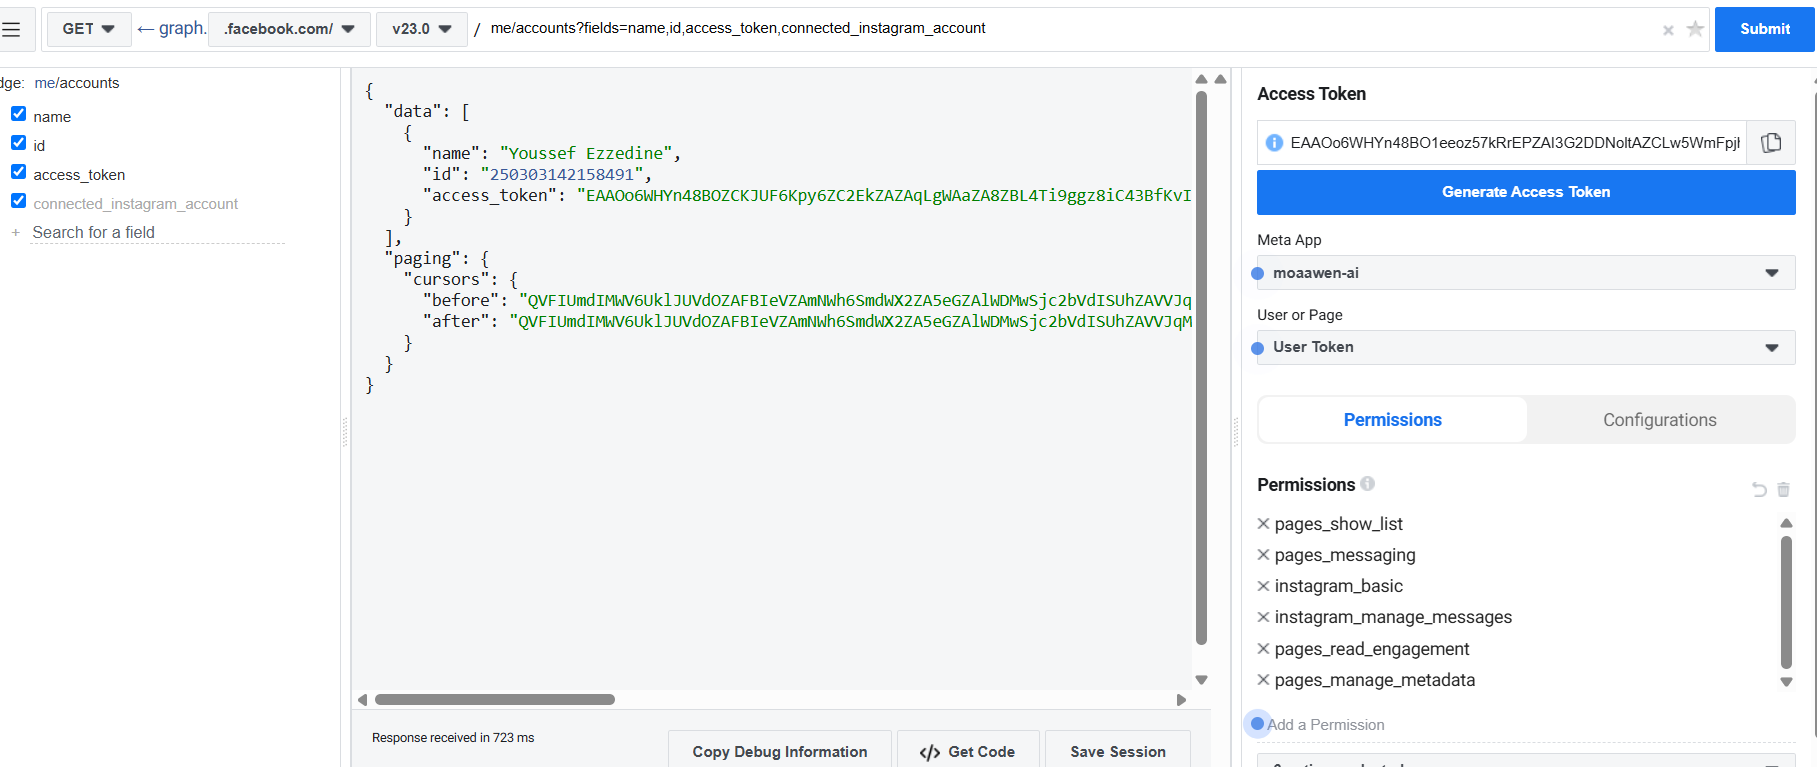 GET
graph.
.facebook.com/
v23.0
/
me/accounts?fields=name,id,access_token,connected_instagram_account
Submit
dge: me/accounts
name
id
access_token
connected_instagram_account
+ Search for a field
{
"data": [
{
"name": "Youssef Ezzedine",
"id": "250303142158491",
"access_token": "EAAOo6WHYn48BOZCKJUF6Kpy6ZC2EkZAZAqLgWAaZA8ZBL4Ti9ggz8iC43BfKvI
}
],
"paging": {
"cursors": {
"before": "QVFIUmdIMWV6UklJUVdOZAFBIeVZAmNWh6SmdWX2ZA5eGZAlWDMwSjc2bVdISUhZAVVJq
"after": "QVFIUmdIMWV6UklJUVdOZAFBIeVZAmNWh6SmdWX2ZA5eGZAlWDMwSjc2bVdISUhZAVVJqM
}
}
}
Response received in 723 ms
Copy Debug Information
</> Get Code
Save Session
Access Token
EAAOo6WHYn48BO1eeoz57kRrEPZAI3G2DDNoltAZCLw5WmFpjl
Generate Access Token
Meta App
moaawen-ai
User or Page
User Token
Permissions
Configurations
Permissions
pages_show_list
pages_messaging
instagram_basic
instagram_manage_messages
pages_read_engagement
pages_manage_metadata
Add a Permission